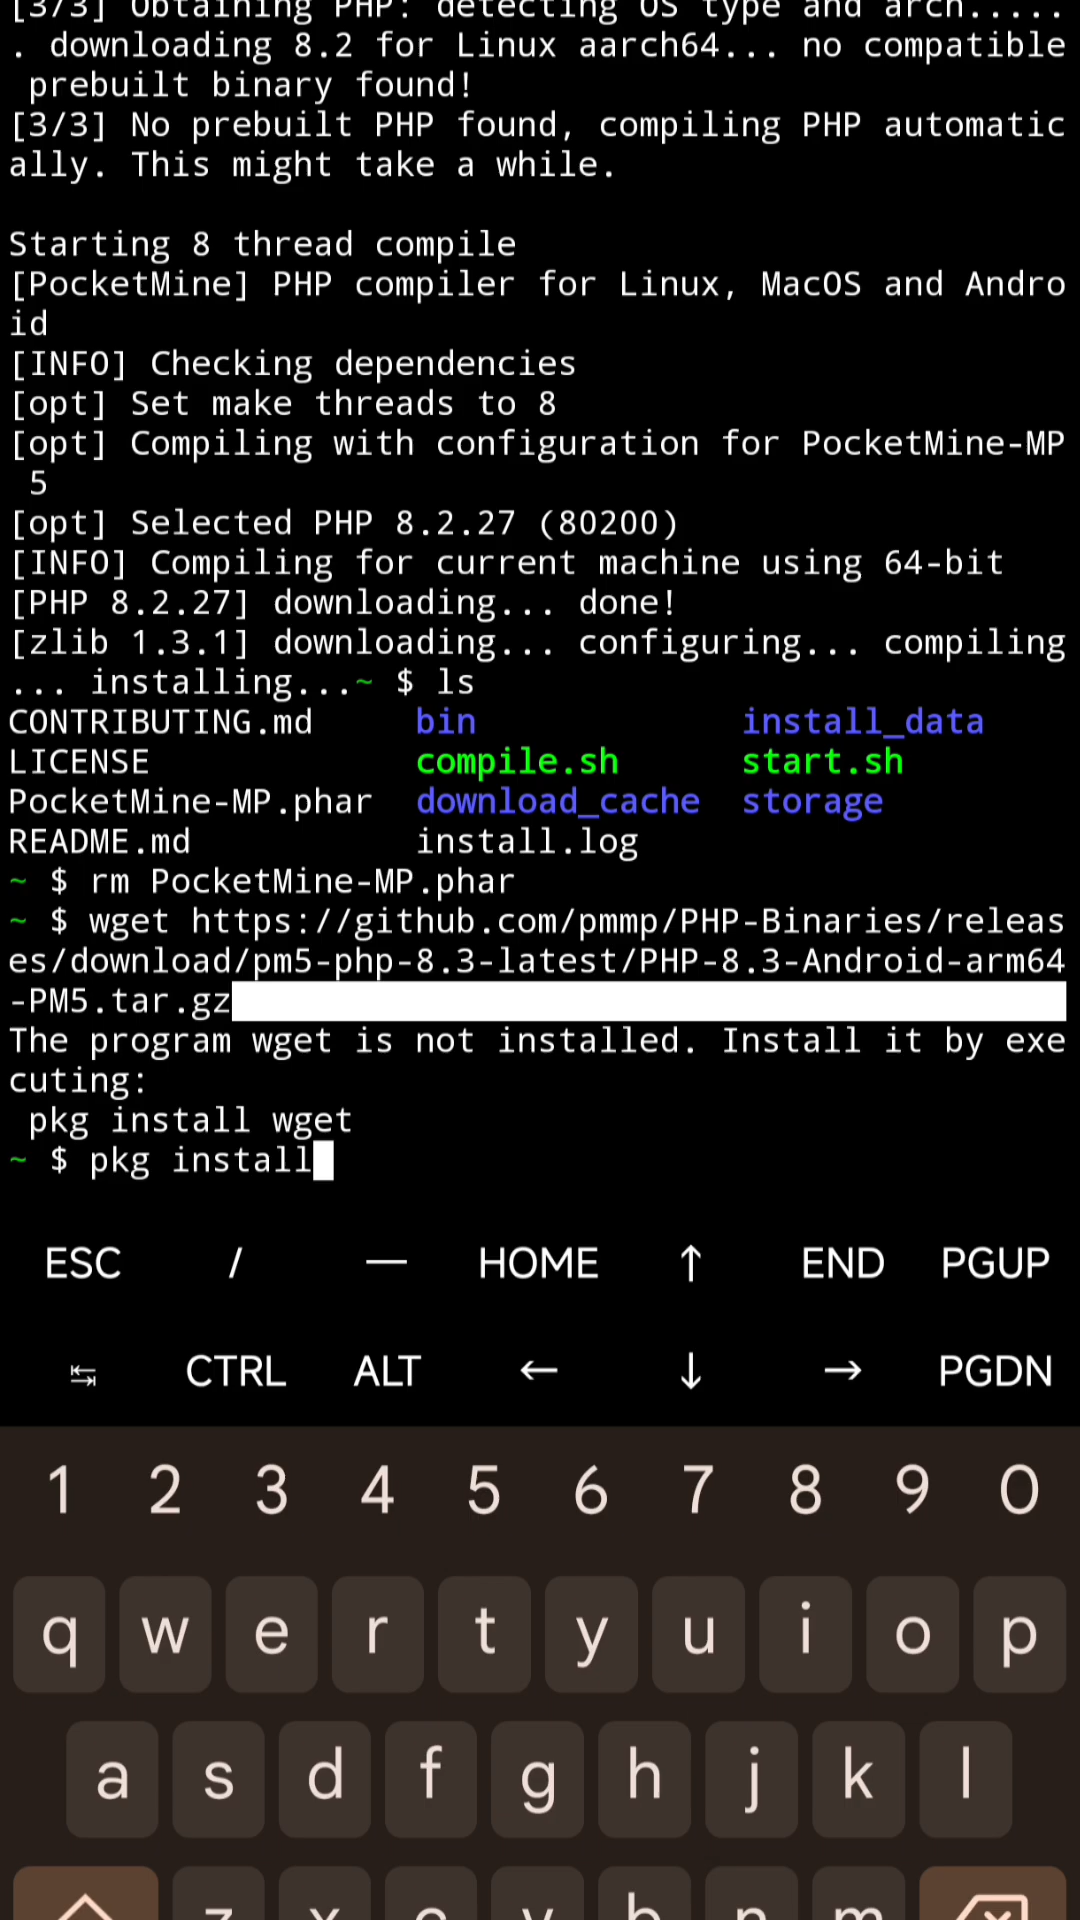 [3/3] Obtaining PHP: detecting OS type and arch.....
. downloading 8.2 for Linux aarch64... no compatible
 prebuilt binary found!
[3/3] No prebuilt PHP found, compiling PHP automatic
ally. This might take a while.

Starting 8 thread compile
[PocketMine] PHP compiler for Linux, MacOS and Andro
id
[INFO] Checking dependencies
[opt] Set make threads to 8
[opt] Compiling with configuration for PocketMine-MP
 5
[opt] Selected PHP 8.2.27 (80200)
[INFO] Compiling for current machine using 64-bit
[PHP 8.2.27] downloading... done!
[zlib 1.3.1] downloading... configuring... compiling
... installing...~ $ ls
CONTRIBUTING.md     bin             install_data
LICENSE             compile.sh      start.sh
PocketMine-MP.phar  download_cache  storage
README.md           install.log
~ $ rm PocketMine-MP.phar
~ $ wget https://github.com/pmmp/PHP-Binaries/releas
es/download/pm5-php-8.3-latest/PHP-8.3-Android-arm64
-PM5.tar.gz
The program wget is not installed. Install it by exe
cuting:
 pkg install wget
~ $ pkg install
ESC / — HOME ↑ END PGUP
↹ CTRL ALT ← ↓ → PGDN
1 2 3 4 5 6 7 8 9 0
q w e r t y u i o p
a s d f g h j k l
z x c v b n m